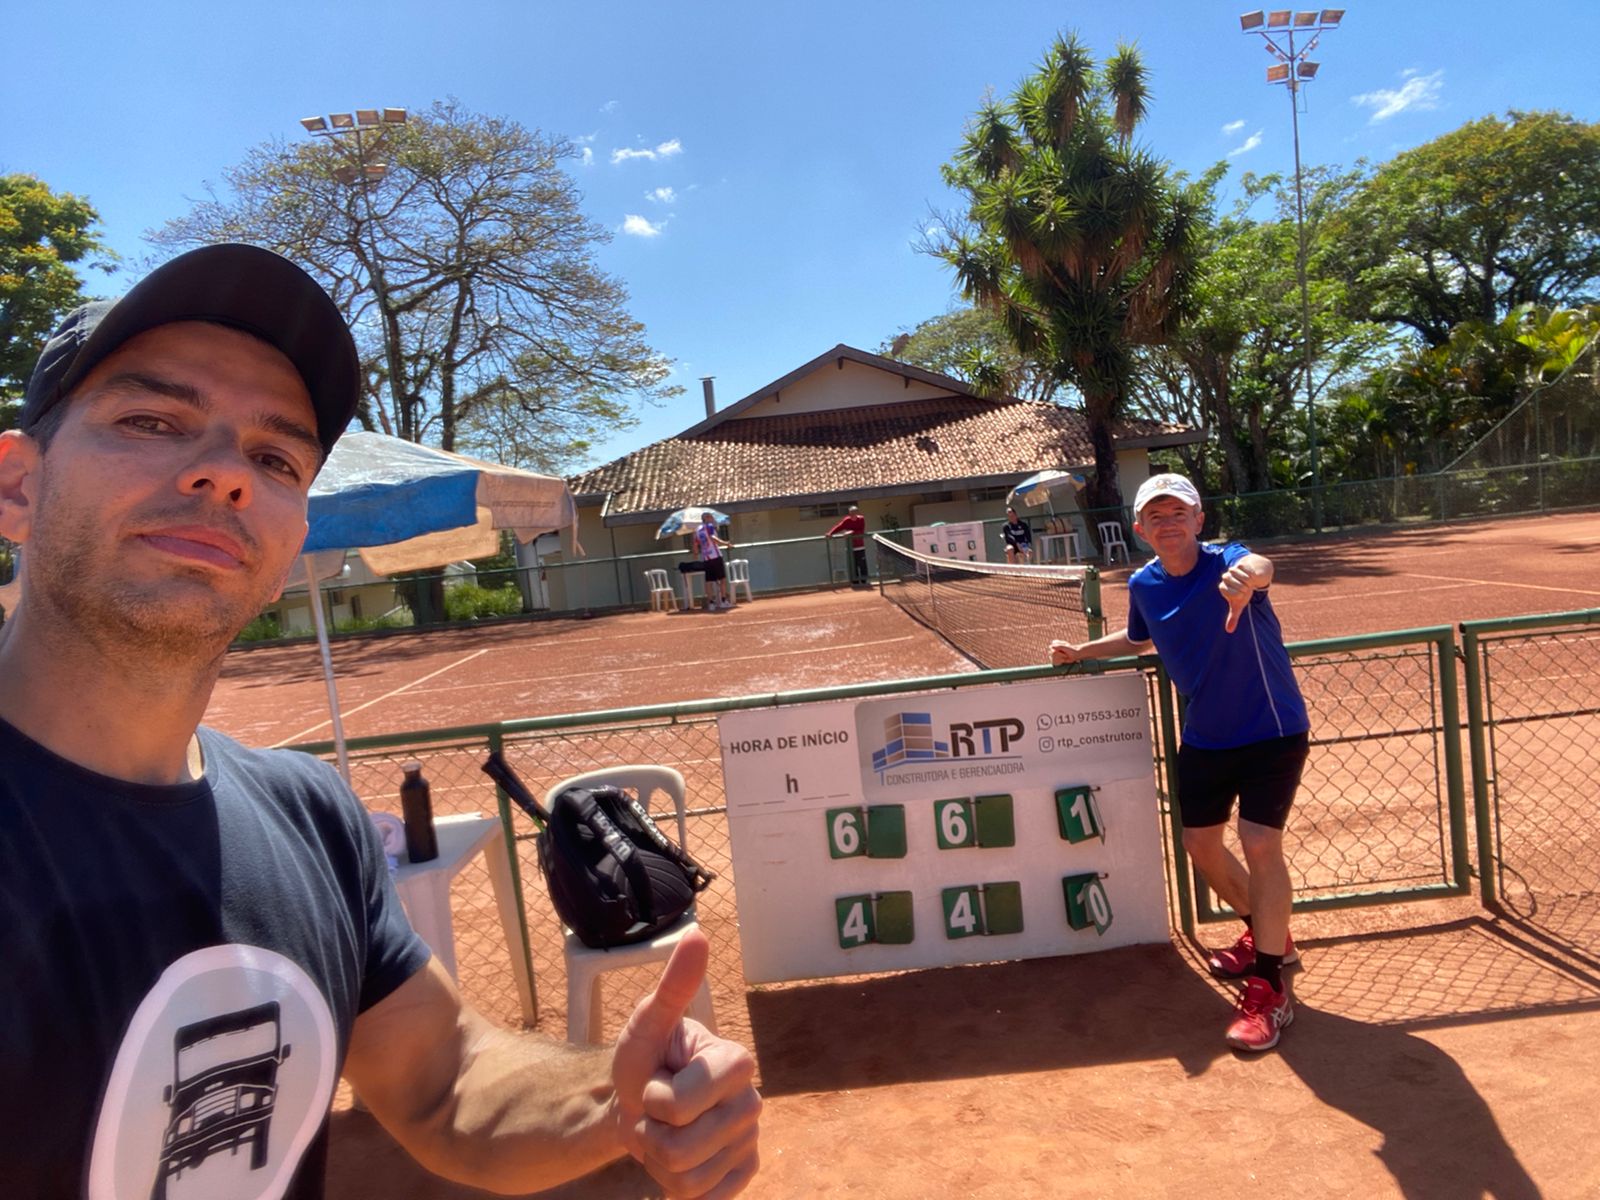 HORA DE INÍCIO
h
RTP
CONSTRUTORA E GERENCIADORA
(11) 97553-1607
rtp_construtora
6 6 1
4 4 10